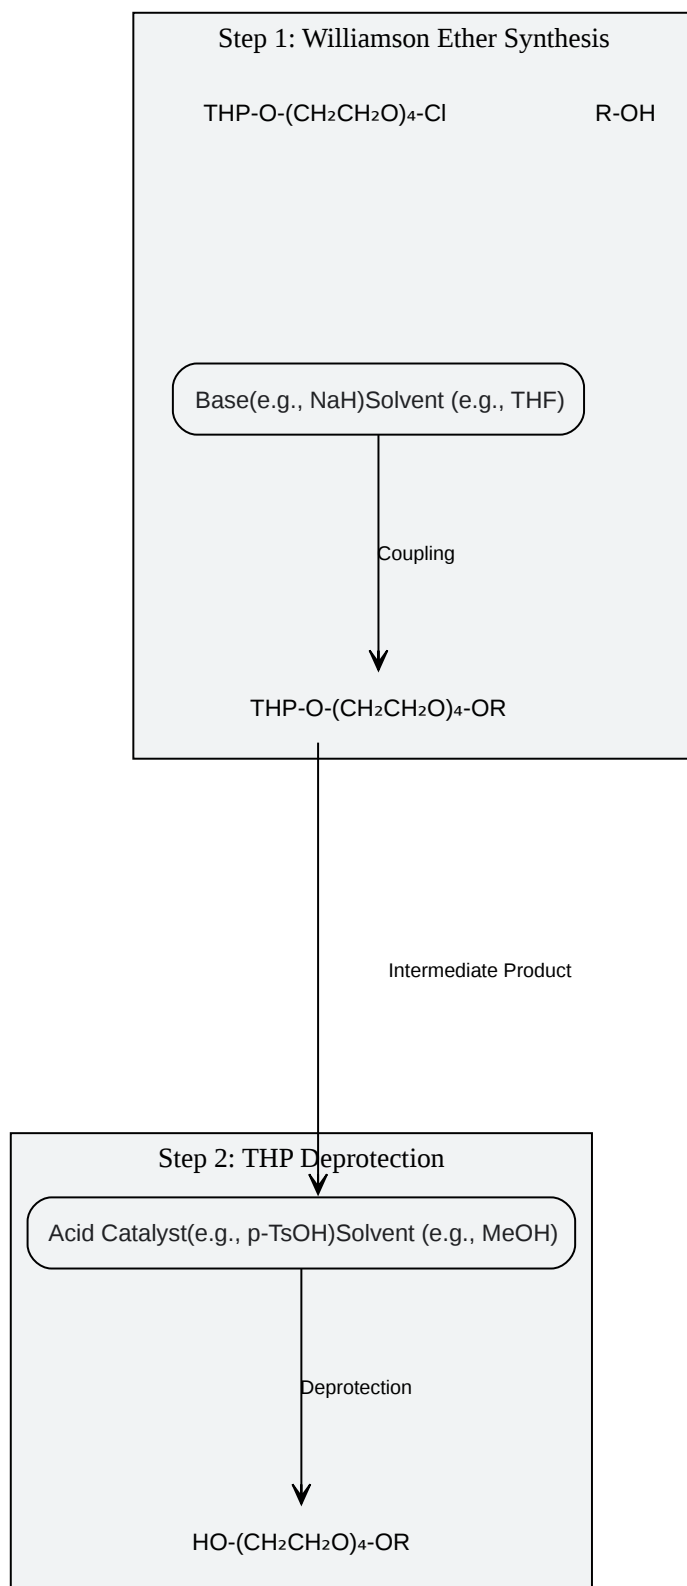 Step 1: Williamson Ether Synthesis
THP-O-(CH₂CH₂O)₄-Cl
R-OH
Base(e.g., NaH)Solvent (e.g., THF)
Coupling
THP-O-(CH₂CH₂O)₄-OR
Intermediate Product
Step 2: THP Deprotection
Acid Catalyst(e.g., p-TsOH)Solvent (e.g., MeOH)
Deprotection
HO-(CH₂CH₂O)₄-OR